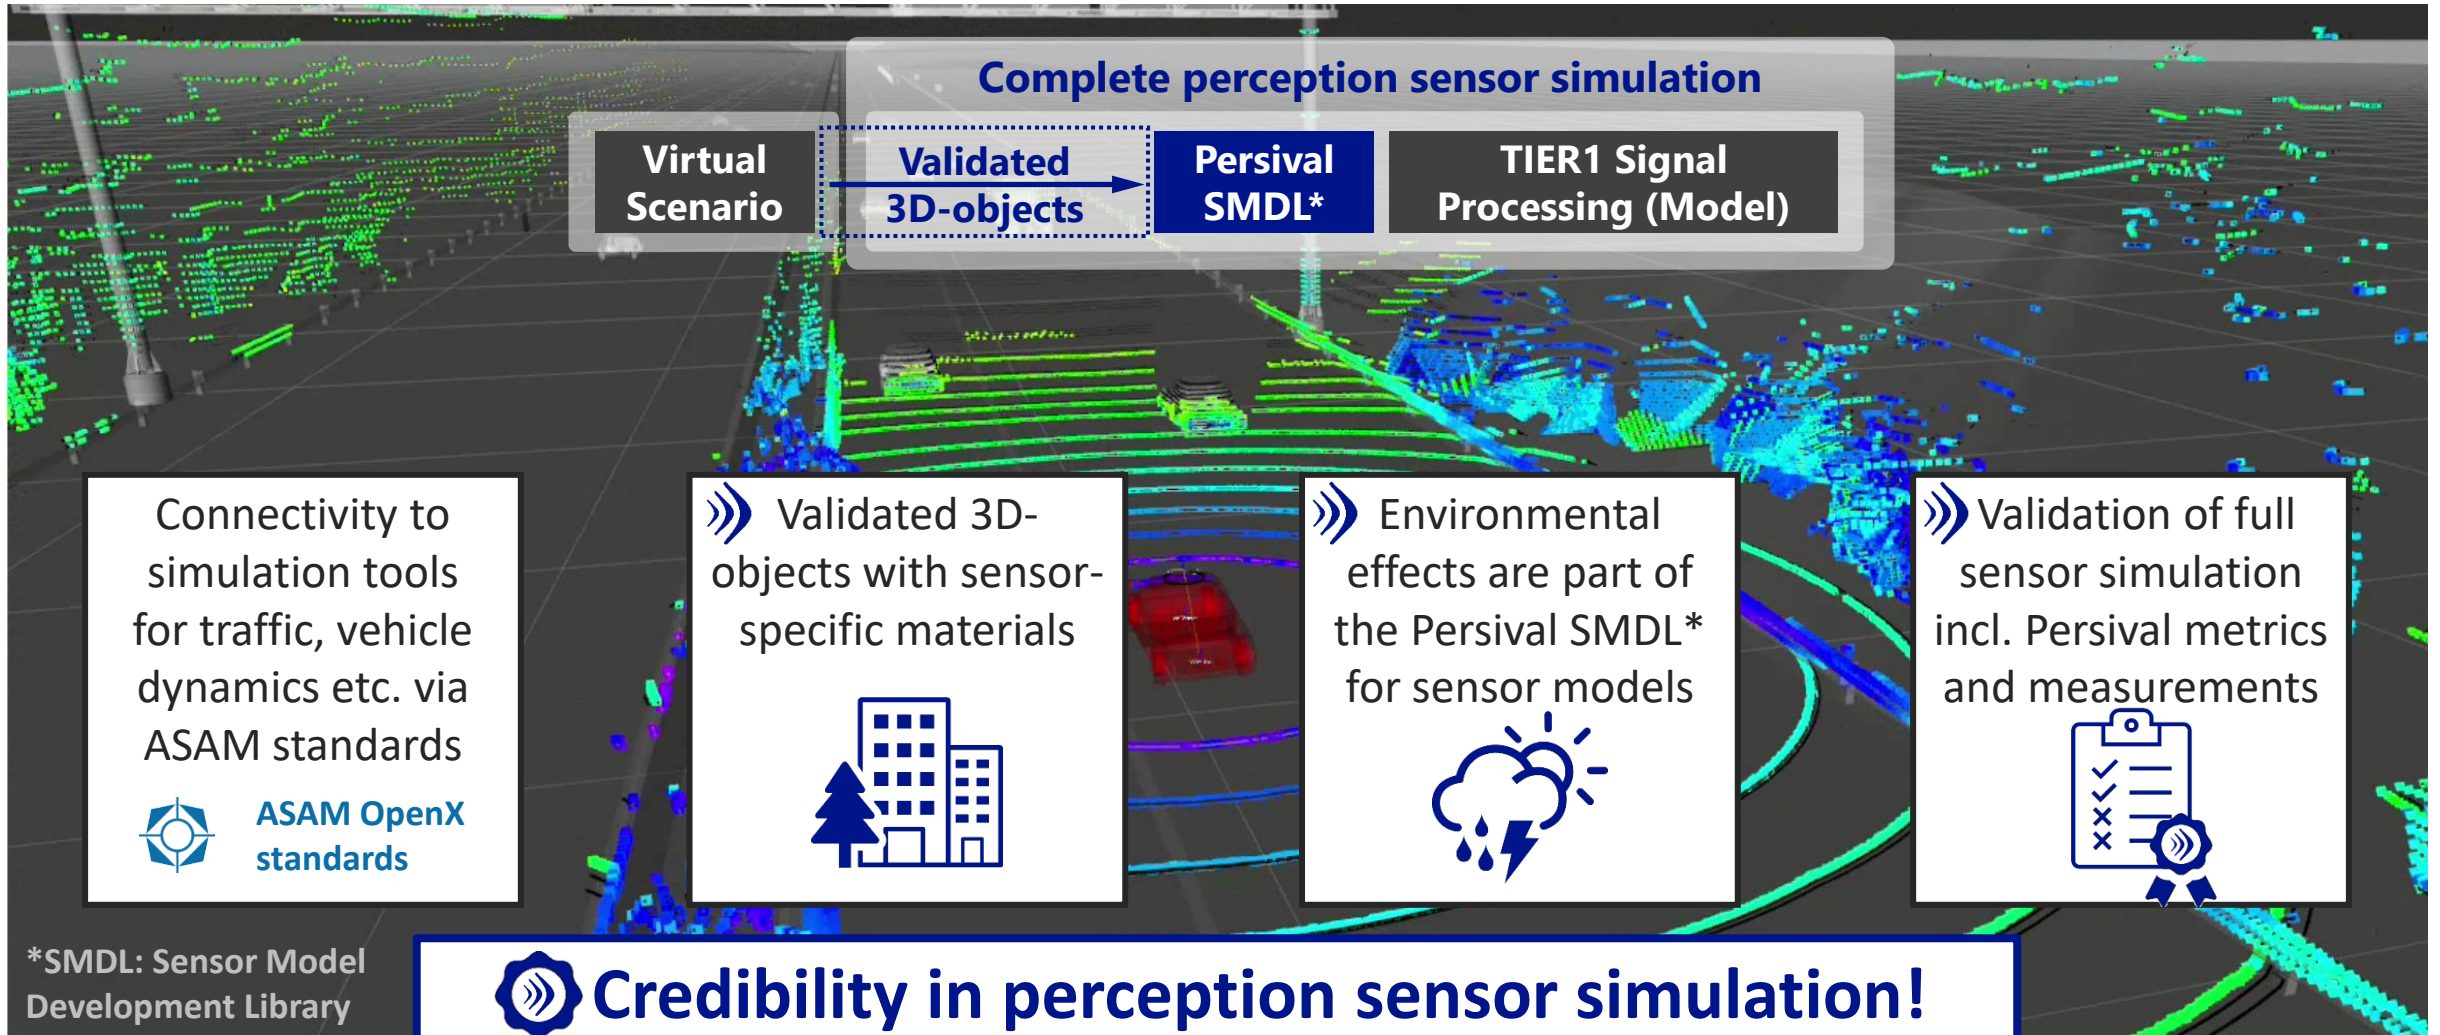 Complete perception sensor simulation
Virtual
Scenario
Validated
3D-objects
Persival
SMDL*
TIER1 Signal
Processing (Model)
Connectivity to
simulation tools
for traffic, vehicle
dynamics etc. via
ASAM standards
ASAM OpenX
standards
Validated 3D-
objects with sensor-
specific materials
Environmental
effects are part of
the Persival SMDL*
for sensor models
Validation of full
sensor simulation
incl. Persival metrics
and measurements
*SMDL: Sensor Model
Development Library
Credibility in perception sensor simulation!